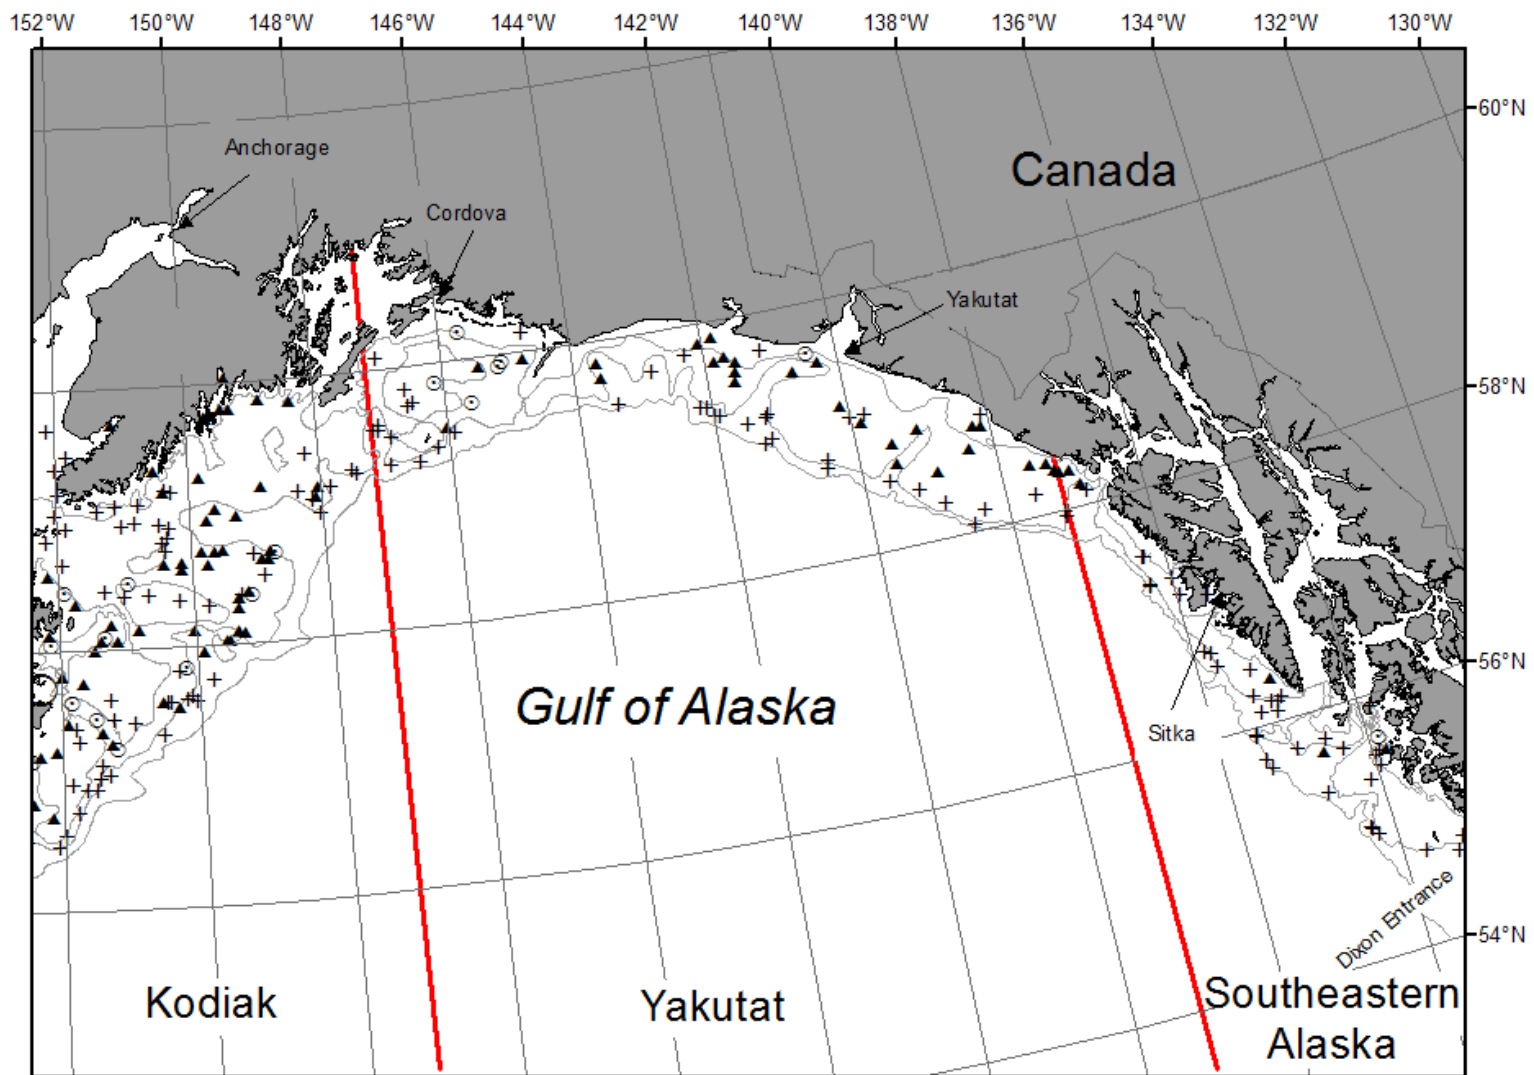 152°W 150°W 148°W 146°W 144°W 142°W 140°W 138°W 136°W 134°W 132°W 130°W
60°N
Anchorage
Canada
Cordova
Yakutat
58°N
56°N
Gulf of Alaska
Sitka
Dixon Entrance
54°N
Kodiak
Yakutat
Southeastern
Alaska